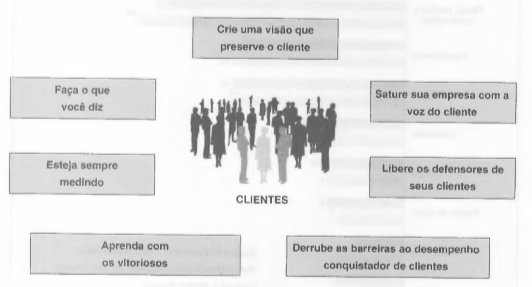 Crie uma visão que
preserve o cliente
Faça o que
você diz
Sature sua empresa com a
voz do cliente
Esteja sempre
medindo
Libere os defensores de
seus clientes
CLIENTES
Aprenda com
os vitoriosos
Derrube as barreiras ao desempenho
conquistador de clientes